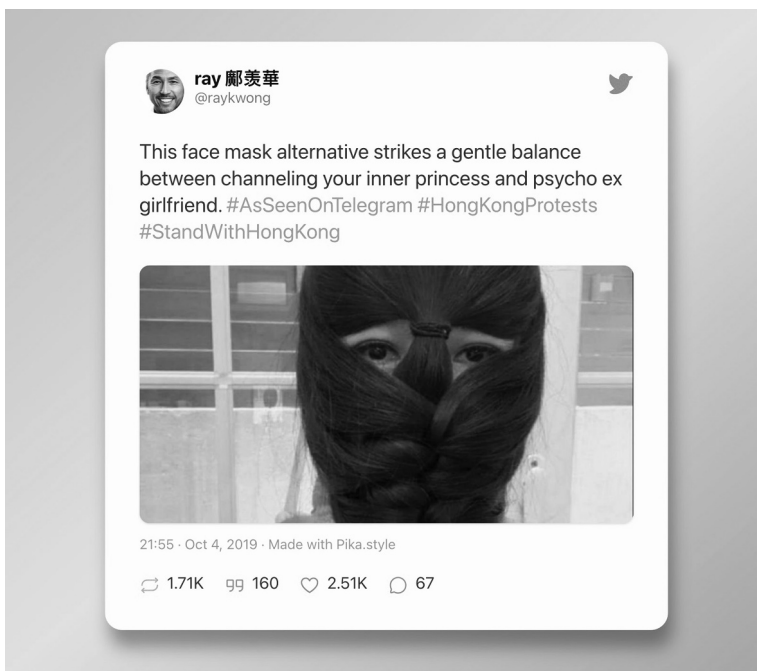 ray 鄺羨華
@raykwong
This face mask alternative strikes a gentle balance
between channeling your inner princess and psycho ex
girlfriend. #AsSeenOnTelegram #HongKongProtests
#StandWithHongKong
21:55 · Oct 4, 2019 · Made with Pika.style
1.71K 160 2.51K 67